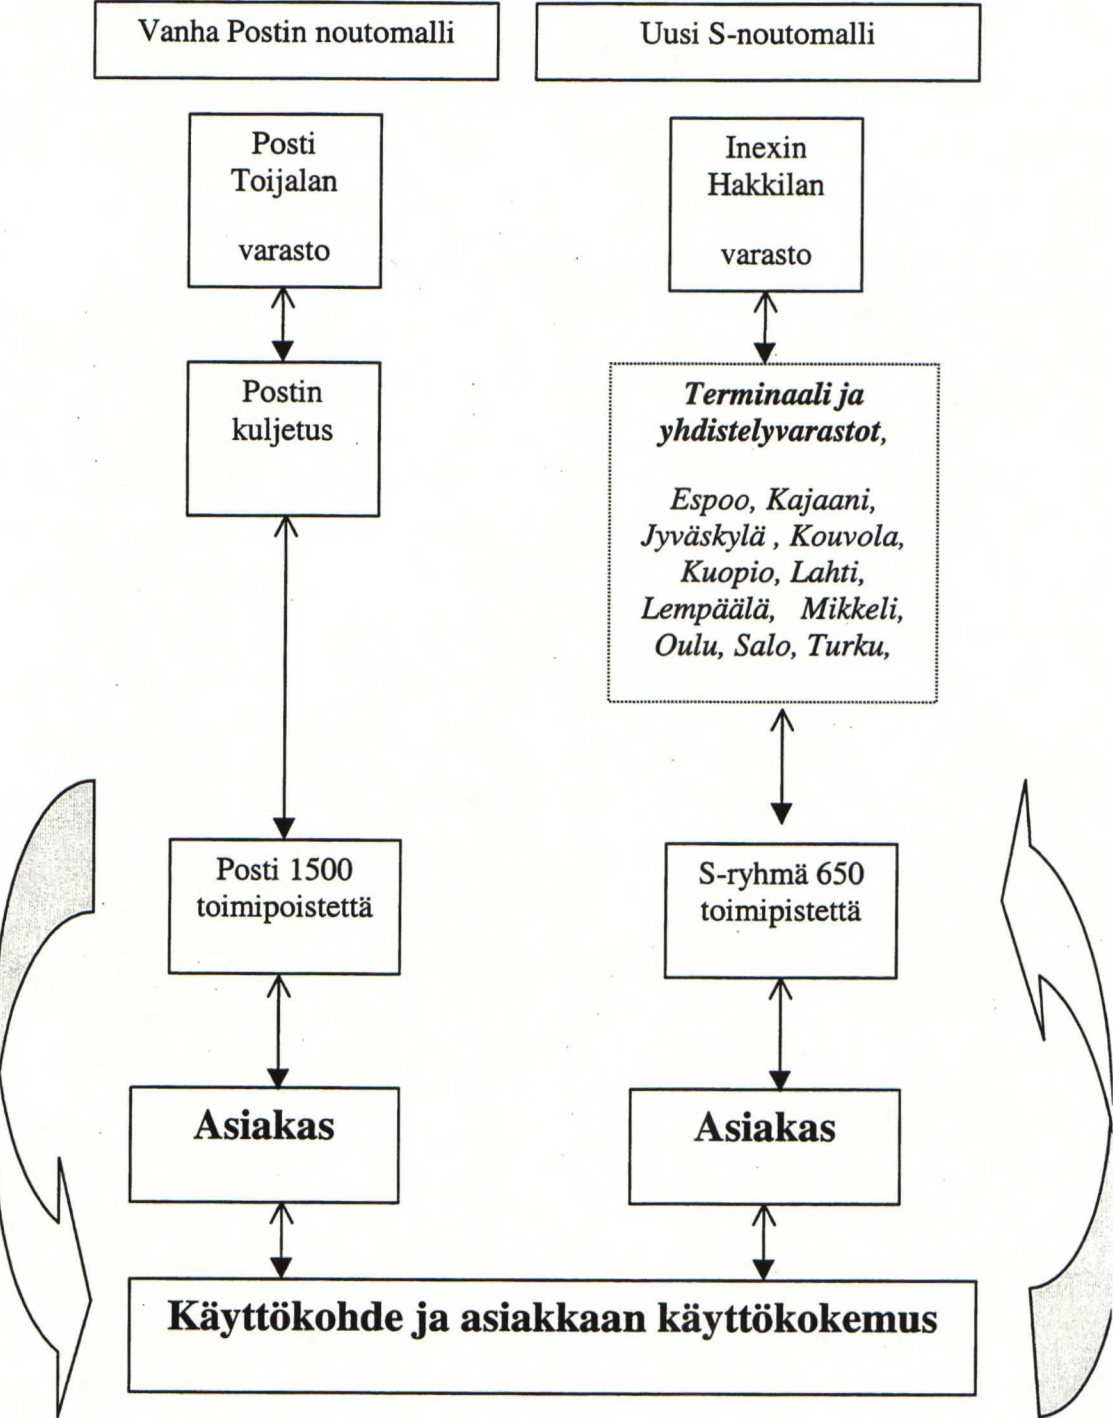 Vanha Postin noutomalli
Uusi S-noutomalli
Posti
Toijalan
varasto
Inexin
Hakkilan
varasto
Postin
kuljetus
Terminaali ja
yhdistelyvarastot,
Espoo, Kajaani,
Jyväskylä , Kouvola,
Kuopio, Lahti,
Lempäälä, Mikkeli,
Oulu, Salo, Turku,
Posti 1500
toimipoistettä
S-ryhmä 650
toimipistettä
Asiakas
Asiakas
Käyttökohde ja asiakkaan käyttökokemus